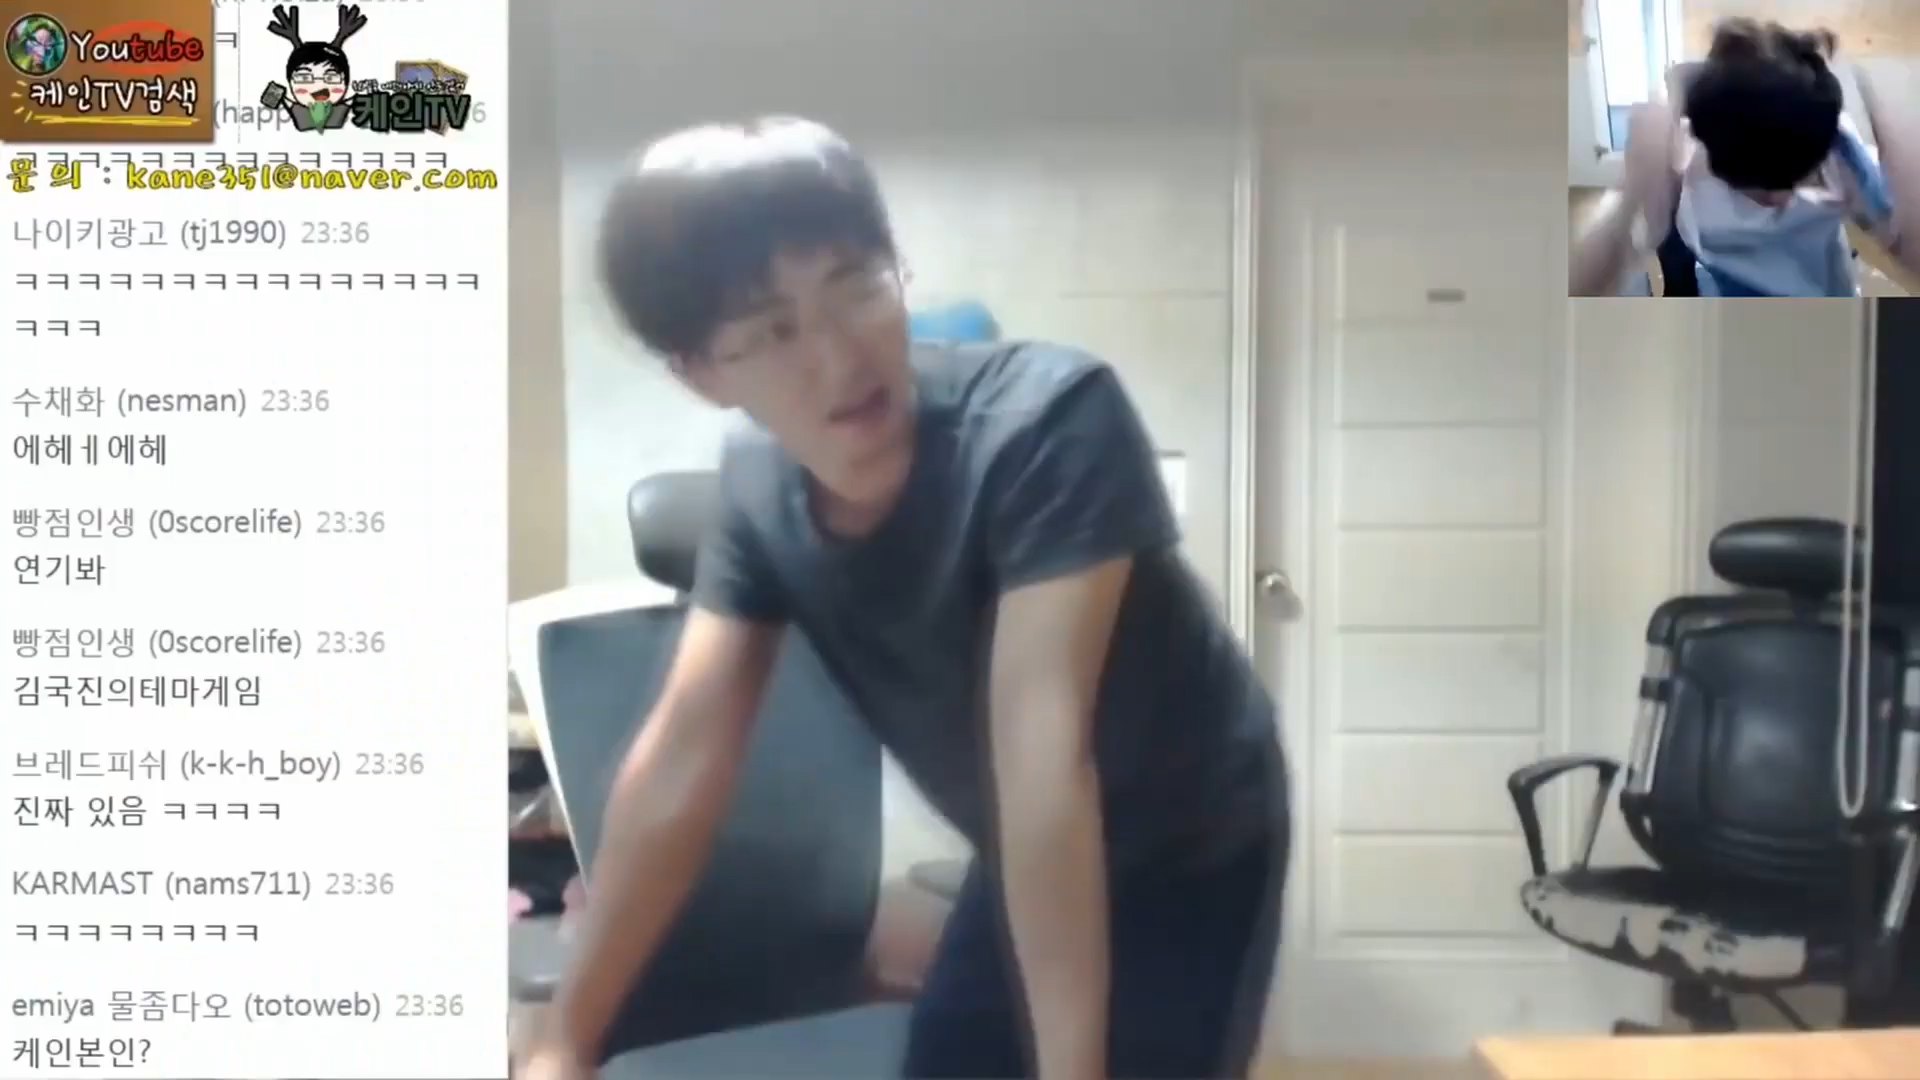 Youtube
케인TV검색
케인TV
(happ
6
ㅋㅋㅋㅋㅋㅋㅋㅋㅋㅋㅋㅋㅋㅋ
문 의 : kane351@naver.com
나이키광고 (tj1990) 23:36
ㅋㅋㅋㅋㅋㅋㅋㅋㅋㅋㅋㅋㅋㅋㅋ
ㅋㅋㅋ
수채화 (nesman) 23:36
에헤ㅔ에헤
빵점인생 (0scorelife) 23:36
연기봐
빵점인생 (0scorelife) 23:36
김국진의테마게임
브레드피쉬 (k-k-h_boy) 23:36
진짜 있음 ㅋㅋㅋㅋ
KARMAST (nams711) 23:36
ㅋㅋㅋㅋㅋㅋㅋㅋ
emiya 물좀다오 (totoweb) 23:36
케인본인?